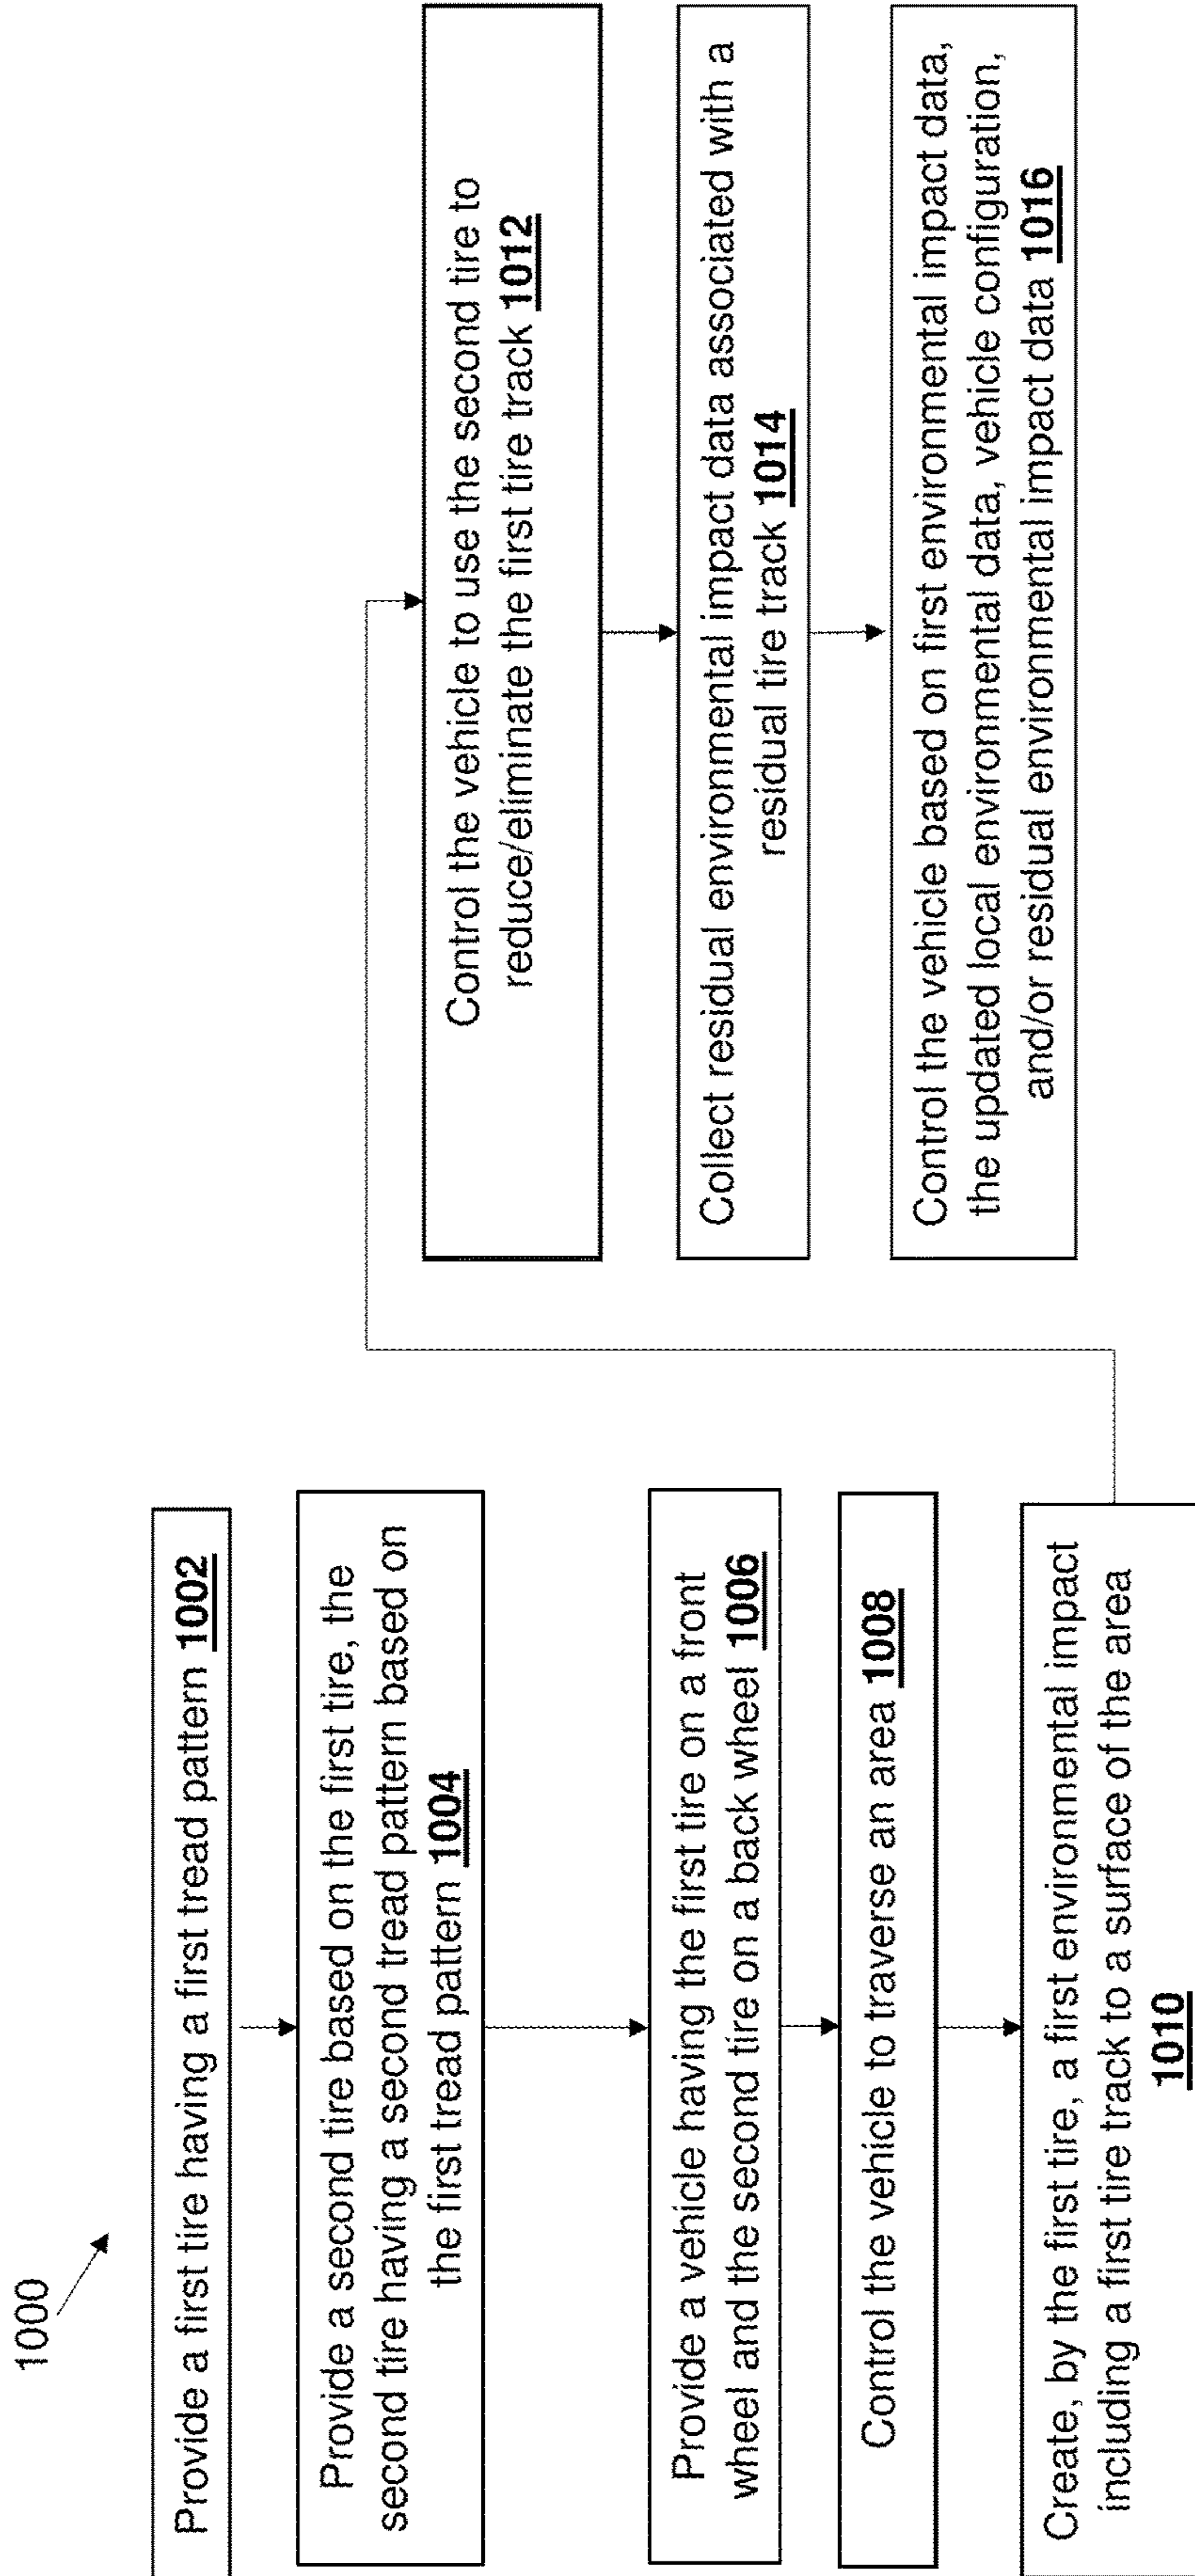 1000
Provide a first tire having a first tread pattern 1002
Provide a second tire based on the first tire, the
second tire having a second tread pattern based on
the first tread pattern 1004
Provide a vehicle having the first tire on a front
wheel and the second tire on a back wheel 1006
Control the vehicle to traverse an area 1008
Create, by the first tire, a first environmental impact
including a first tire track to a surface of the area
1010
Control the vehicle to use the second tire to
reduce/eliminate the first tire track 1012
Collect residual environmental impact data associated with a
residual tire track 1014
Control the vehicle based on first environmental impact data,
the updated local environmental data, vehicle configuration,
and/or residual environmental impact data 1016